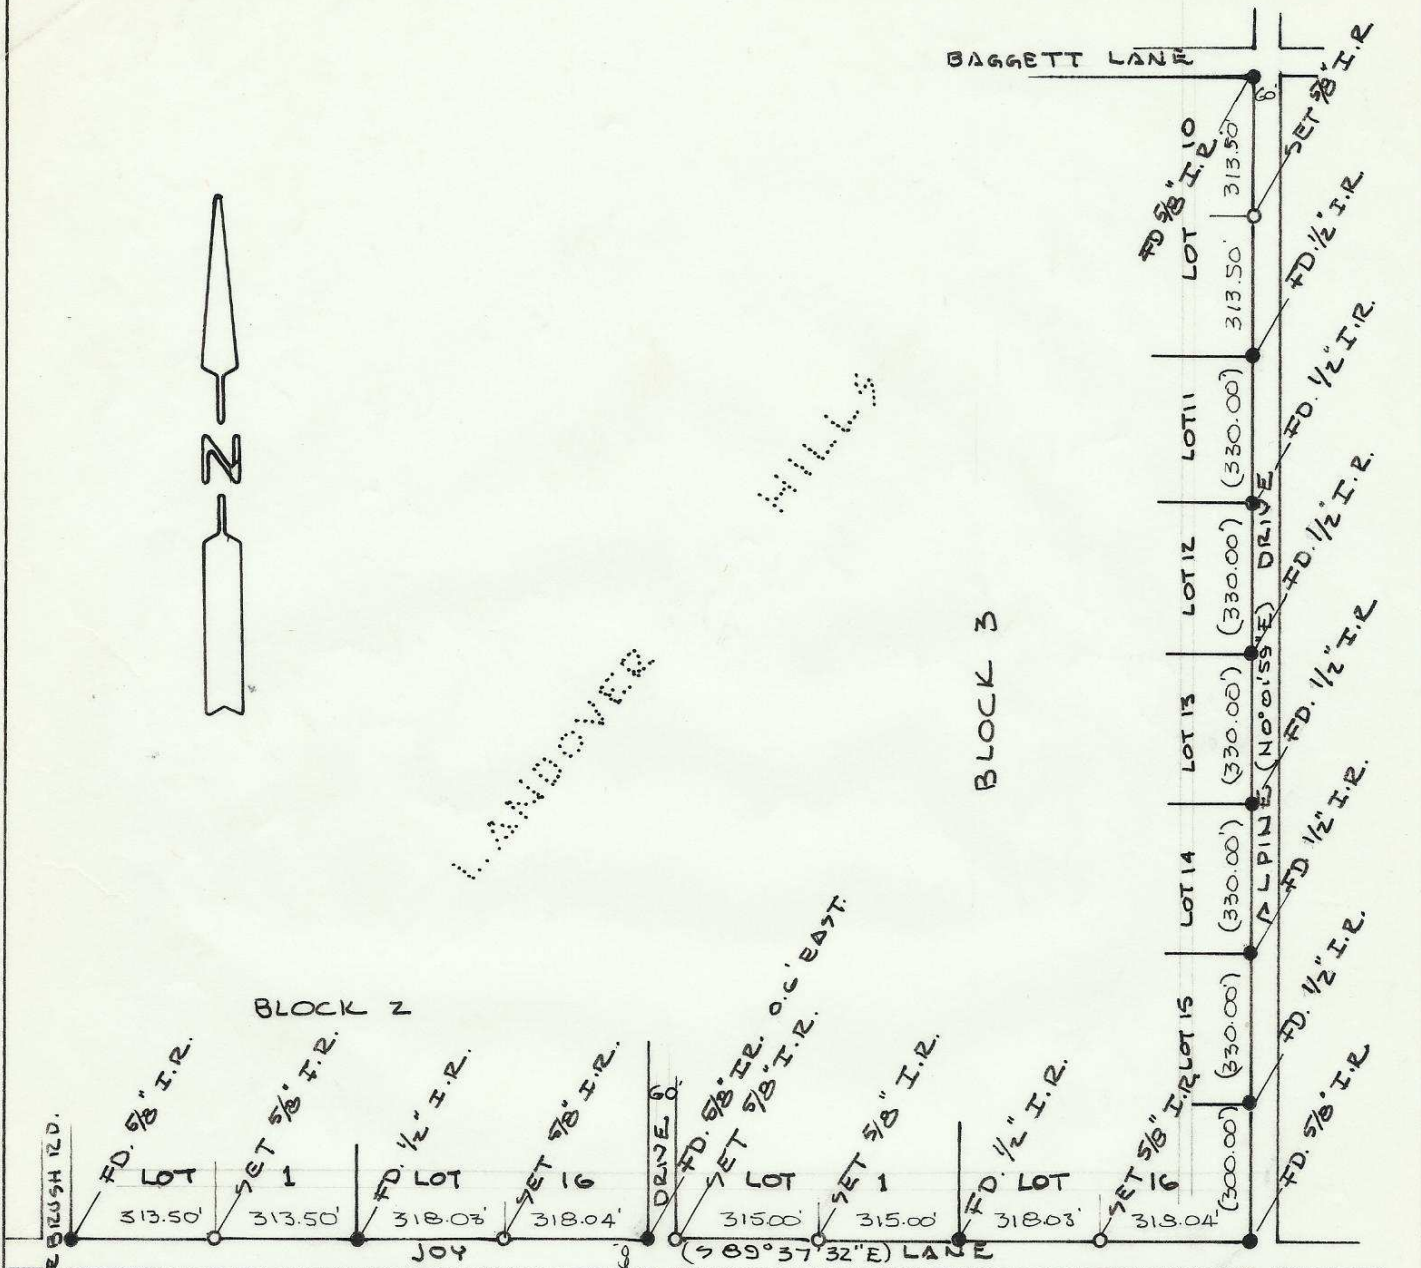 BAGGETT LANE
60'
SET 5/8" I.R
FD 5/8" I.R.
LOT 10
313.50'
313.50'
FD. 1/2" I.R.
LOT 11
(330.00')
FD. 1/2" I.R.
LOT 12
(330.00')
FD. 1/2" I.R.
LOT 13
(330.00')
FD. 1/2" I.R
LOT 14
(330.00')
FD 1/2" I.R.
LOT 15
(330.00')
FD. 1/2" I.R.
(300.00')
FD. 5/8" I.R
ALPINE (N0°01'59"E) DRIVE
N
LANDOVER HILLS
BLOCK 3
BLOCK 2
BRUSH RD.
FD. 5/8" I.R.
SET 5/8" I.R.
FD. 1/2" I.R.
SET 5/8" I.R.
FD. 5/8" I.R. 0.6' EAST.
SET 5/8" I.R.
SET 5/8" I.R.
FD. 1/2" I.R.
SET 5/8" I.R.
DRIVE 60'
LOT 1 LOT 16 LOT 1 LOT 16
313.50' 313.50' 318.03' 318.04' 315.00' 315.00' 318.03' 318.04'
JOY (S 89°37'32"E) LANE